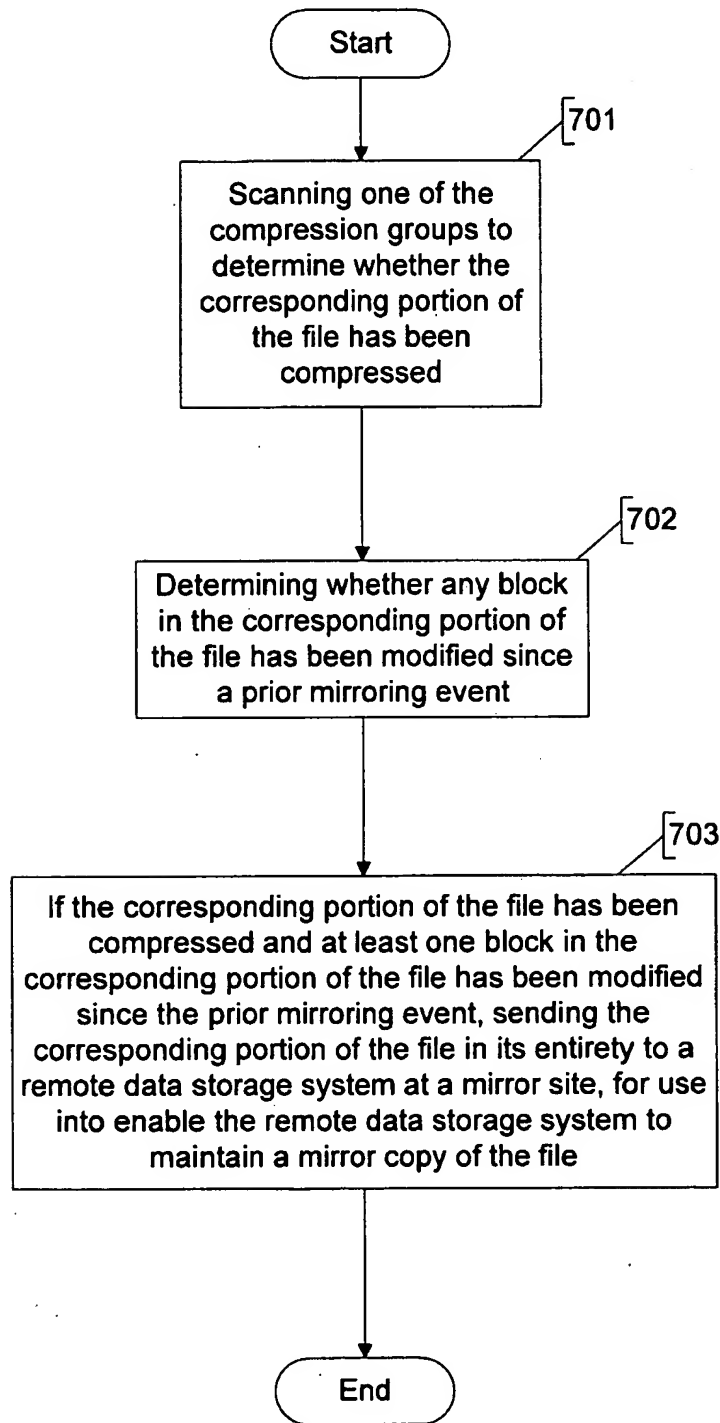 Start
701
Scanning one of the
compression groups to
determine whether the
corresponding portion of
the file has been
compressed
702
Determining whether any block
in the corresponding portion of
the file has been modified since
a prior mirroring event
703
If the corresponding portion of the file has been
compressed and at least one block in the
corresponding portion of the file has been modified
since the prior mirroring event, sending the
corresponding portion of the file in its entirety to a
remote data storage system at a mirror site, for use
into enable the remote data storage system to
maintain a mirror copy of the file
End